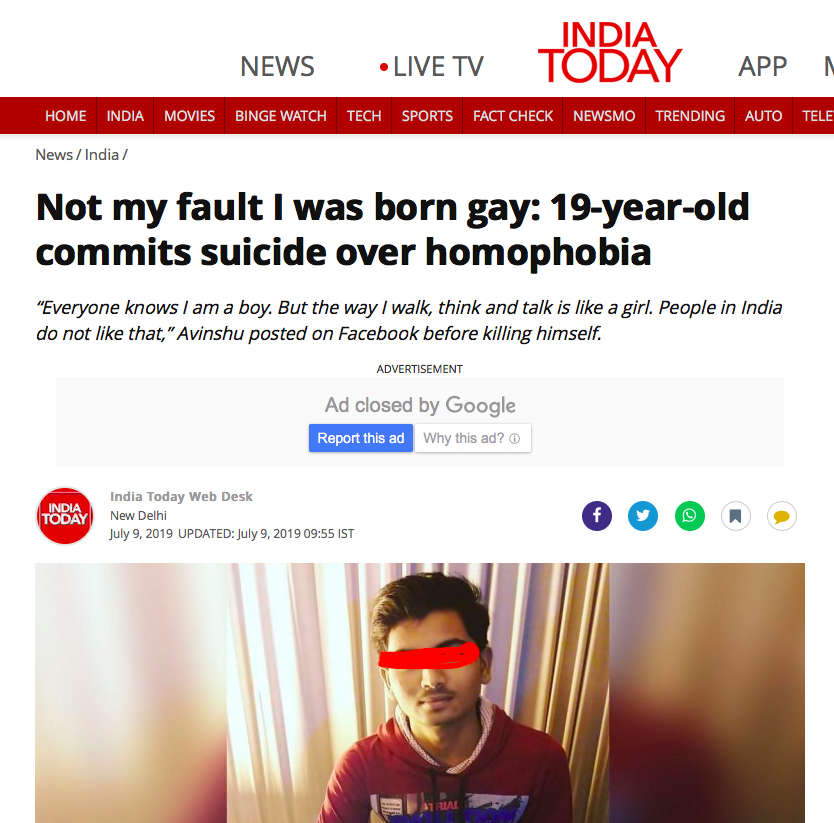 INDIA
TODAY
NEWS
LIVE TV
APP
HOME INDIA MOVIES BINGE WATCH TECH SPORTS FACT CHECK NEWSMO TRENDING AUTO TELE
News / India /
Not my fault I was born gay: 19-year-old
commits suicide over homophobia
“Everyone knows I am a boy. But the way I walk, think and talk is like a girl. People in India
do not like that,” Avinshu posted on Facebook before killing himself.
ADVERTISEMENT
Ad closed by Google
Report this ad
Why this ad?
INDIA
TODAY
India Today Web Desk
New Delhi
July 9, 2019 UPDATED: July 9, 2019 09:55 IST